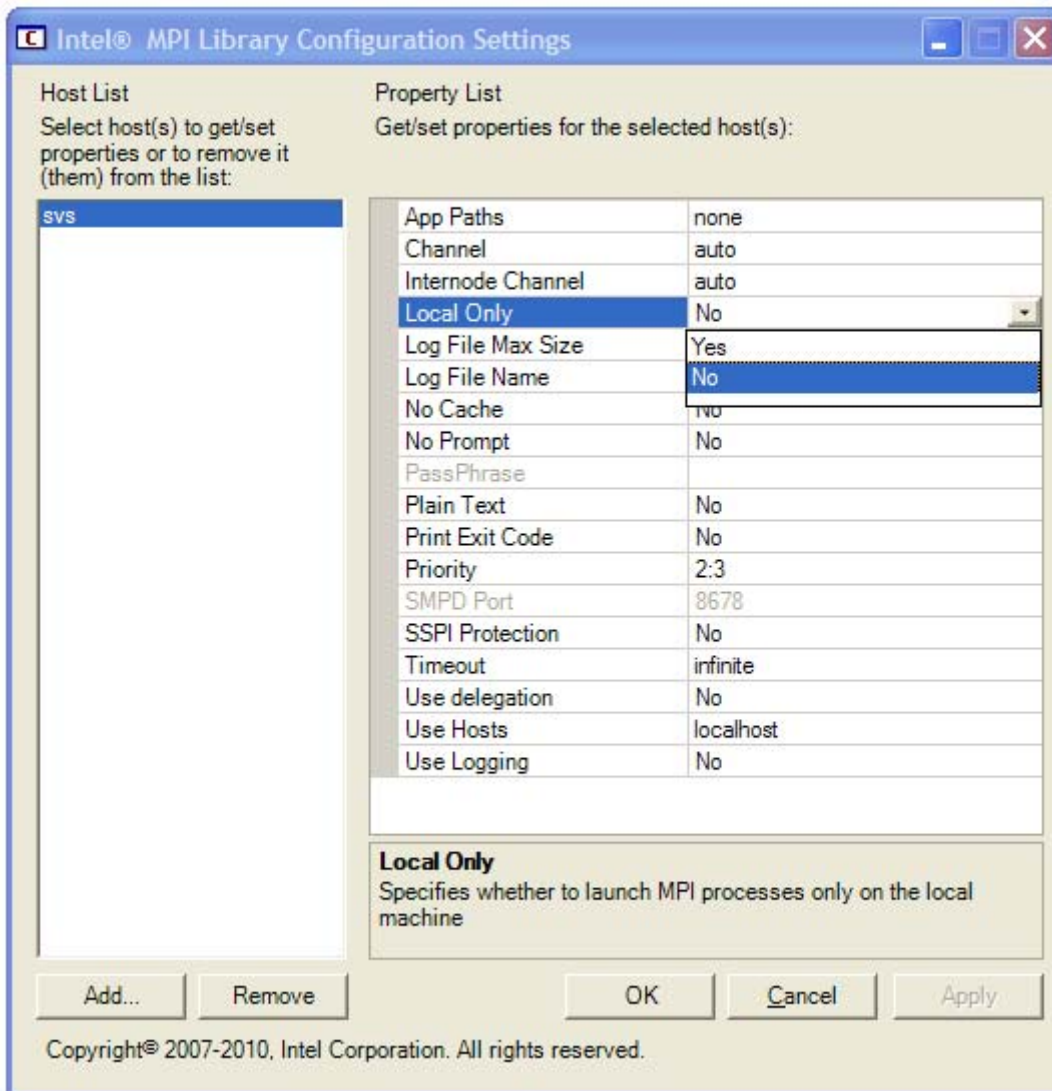 Intel® MPI Library Configuration Settings
Host List
Select host(s) to get/set
properties or to remove it
(them) from the list:
svs
Property List
Get/set properties for the selected host(s):
App Paths none
Channel auto
Internode Channel auto
Local Only No
Log File Max Size
Yes
Log File Name
No
No Cache No
No Prompt No
PassPhrase
Plain Text No
Print Exit Code No
Priority 2:3
SMPD Port 8678
SSPI Protection No
Timeout infinite
Use delegation No
Use Hosts localhost
Use Logging No
Local Only
Specifies whether to launch MPI processes only on the local
machine
Add... Remove OK Cancel Apply
Copyright© 2007-2010, Intel Corporation. All rights reserved.